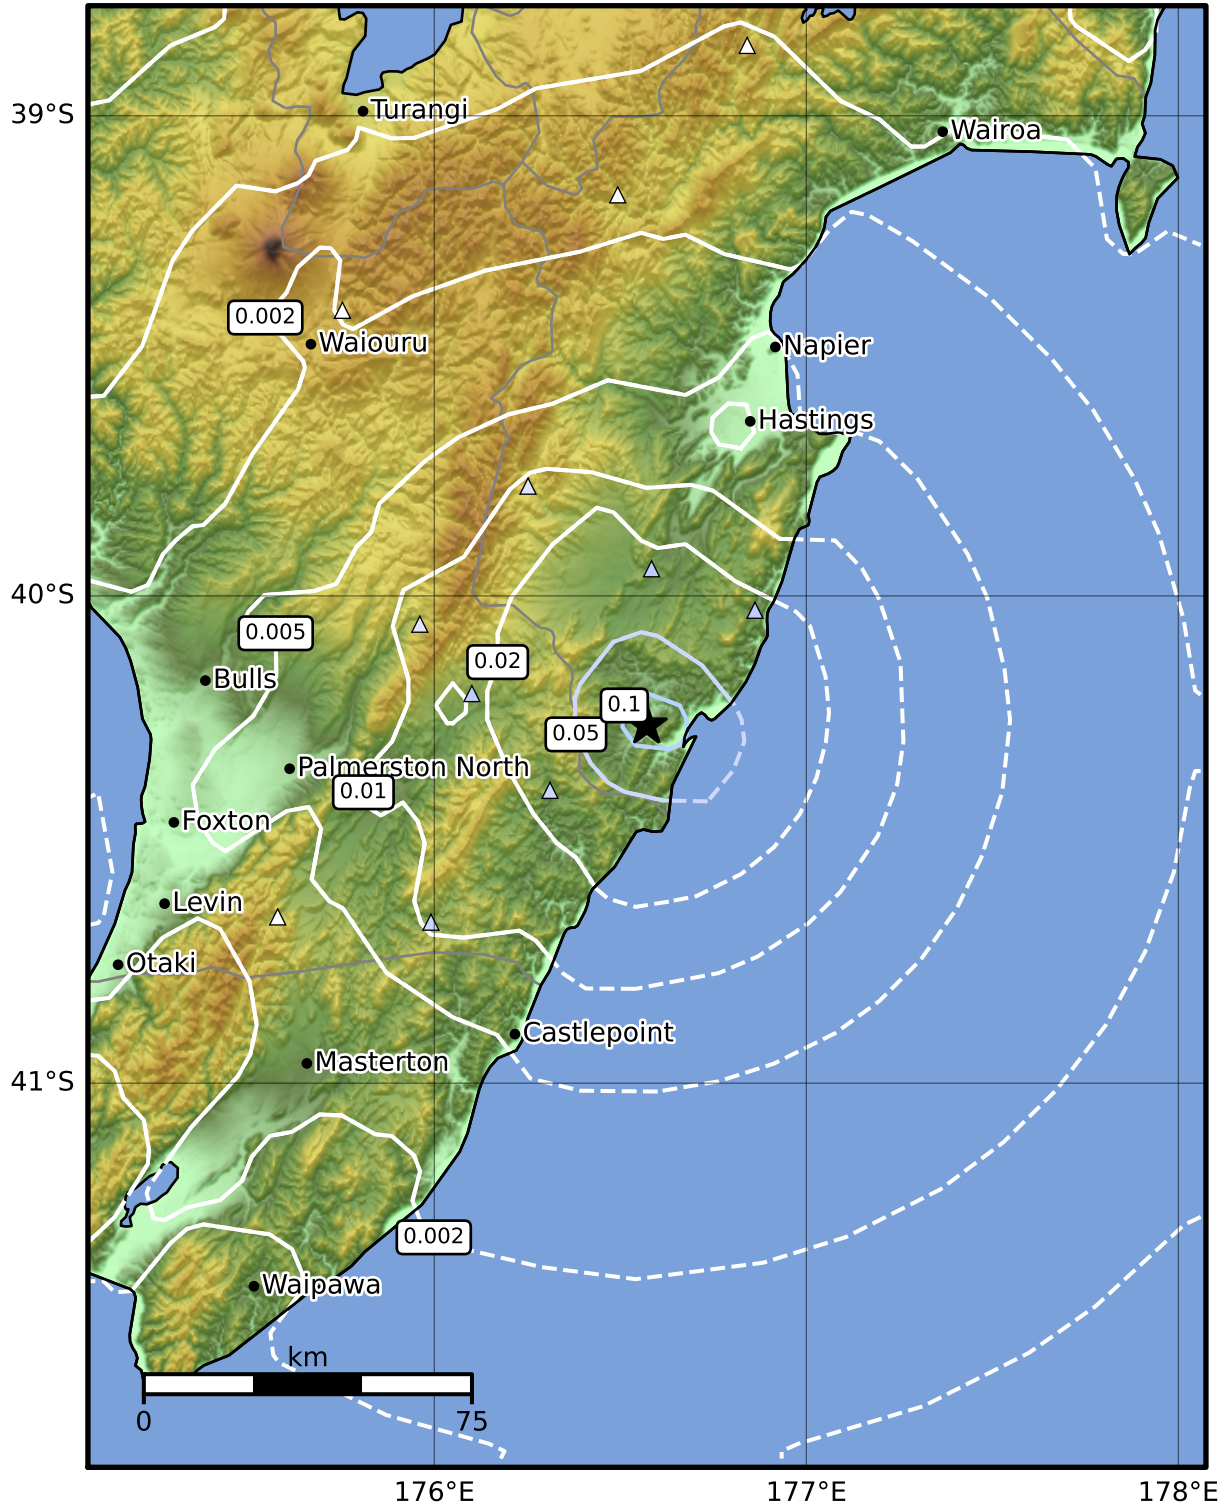 39°S
Turangi
Wairoa
0.002
Waiouru
Napier
Hastings
40°S
0.005
0.02
Bulls
0.1
0.05
Palmerston North
0.01
Foxton
Levin
Otaki
Castlepoint
Masterton
41°S
0.002
Waipawa
km
0 75
176°E 177°E 178°E